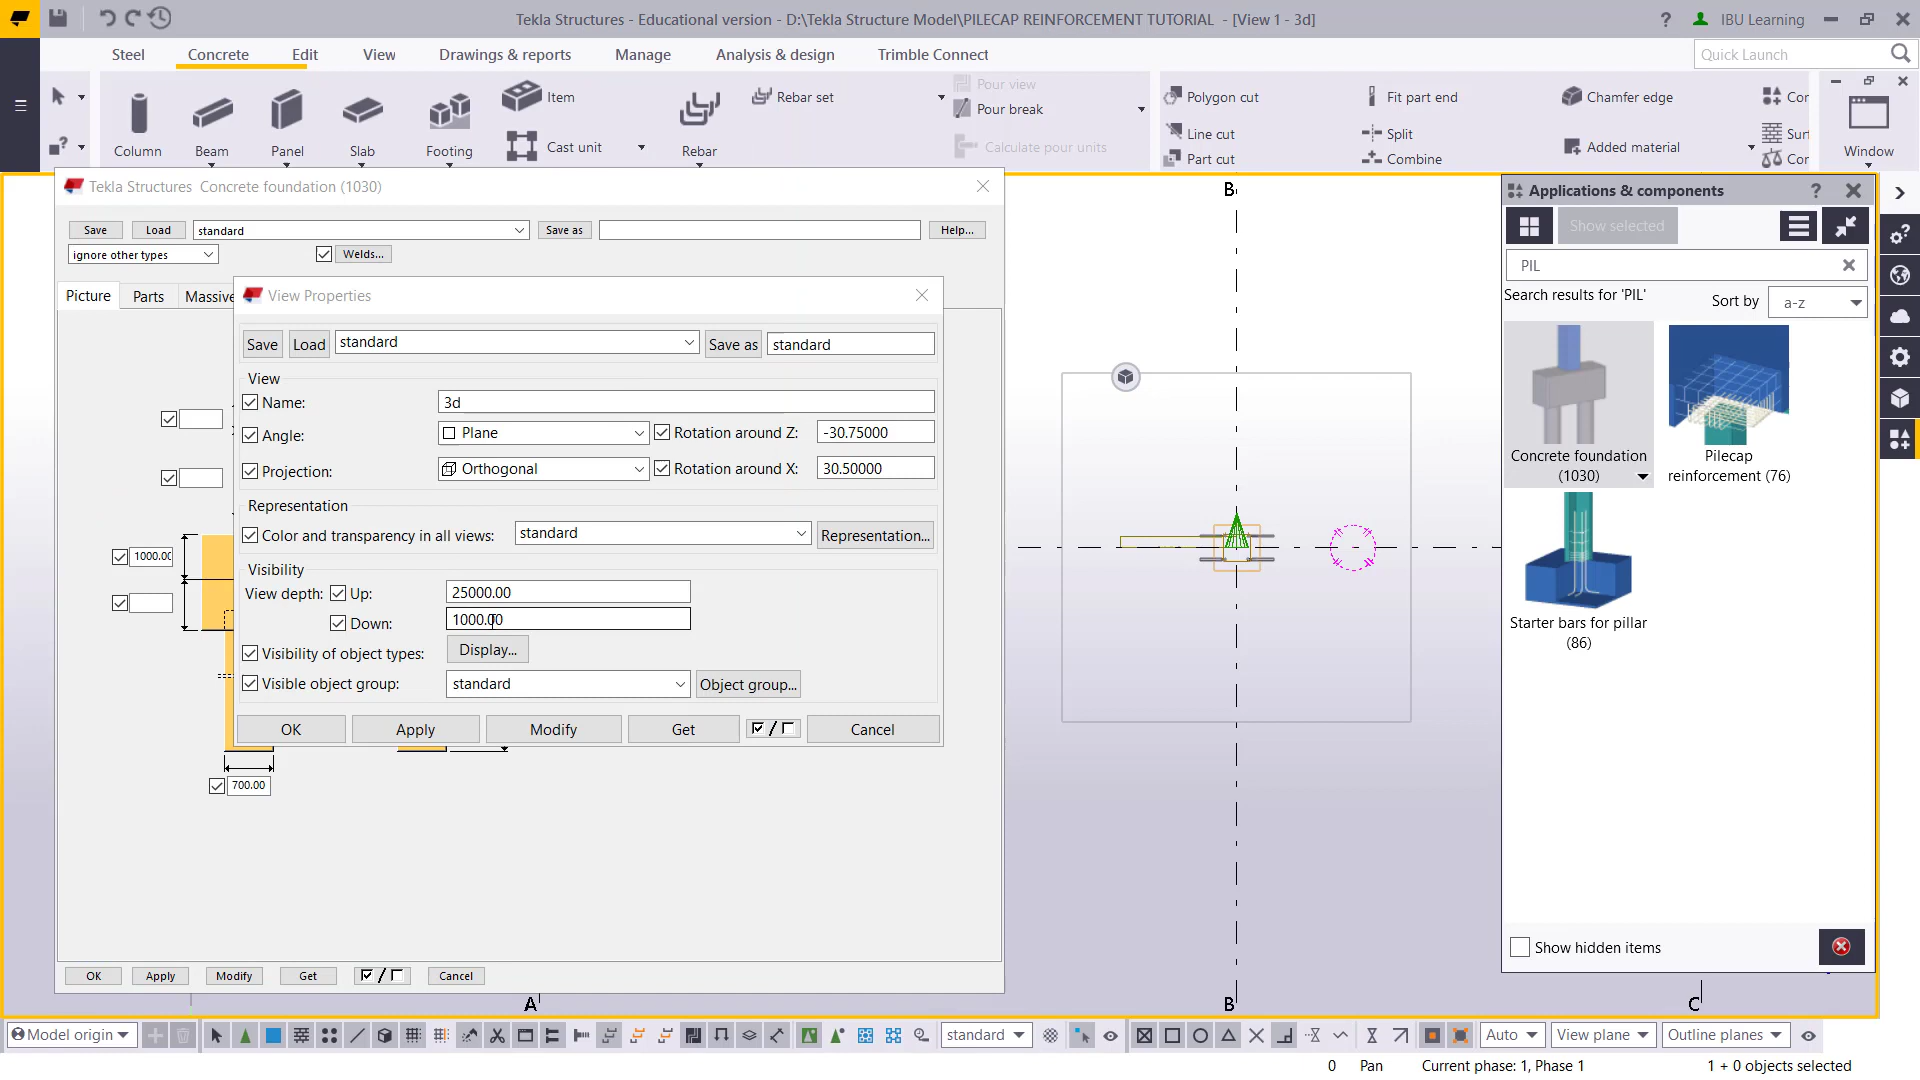 Tekla Structures - Educational version - D:\Tekla Structure Model\PILECAP REINFORCEMENT TUTORIAL - [View 1 - 3d]
? IBU Learning
Steel Concrete Edit View Drawings & reports Manage Analysis & design Trimble Connect
Quick Launch
Column
Beam
Panel
Slab
Footing
Item
Cast unit
Rebar
Rebar set
Pour view
Pour break
Calculate pour units
Polygon cut
Line cut
Part cut
Fit part end
Split
Combine
Chamfer edge
Added material
Cor
Sur
Cor
Window
Tekla Structures Concrete foundation (1030)
Save Load standard Save as Help...
ignore other types Welds...
Picture Parts Massive
1000.00
700.00
OK Apply Modify Get / Cancel
View Properties
Save Load standard Save as standard
View
Name: 3d
Angle: Plane Rotation around Z: -30.75000
Projection: Orthogonal Rotation around X: 30.50000
Representation
Color and transparency in all views: standard Representation...
Visibility
View depth: Up: 25000.00
Down: 1000.00
Visibility of object types: Display...
Visible object group: standard Object group...
OK Apply Modify Get / Cancel
B
A B C
Applications & components ?
Show selected
PIL
Search results for 'PIL' Sort by a-z
Concrete foundation (1030)
Pilecap reinforcement (76)
Starter bars for pillar (86)
Show hidden items
Model origin standard Auto View plane Outline planes
0 Pan Current phase: 1, Phase 1 1 + 0 objects selected